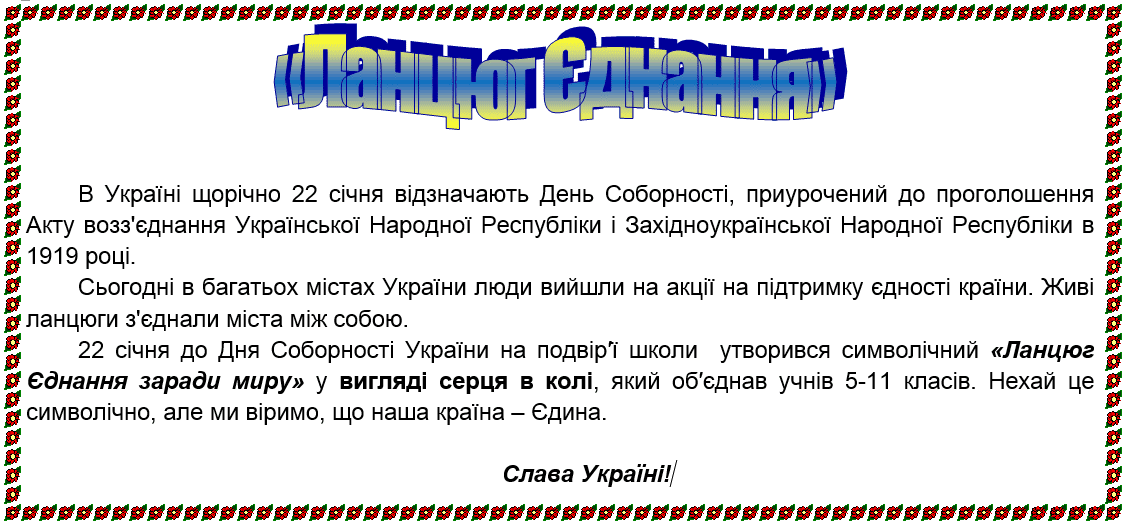 «Ланцюг Єднання»
В Україні щорічно 22 січня відзначають День Соборності, приурочений до проголошення
Акту возз'єднання Української Народної Республіки і Західноукраїнської Народної Республіки в
1919 році.
Сьогодні в багатьох містах України люди вийшли на акції на підтримку єдності країни. Живі
ланцюги з'єднали міста між собою.
22 січня до Дня Соборності України на подвір'ї школи утворився символічний «Ланцюг
Єднання заради миру» у вигляді серця в колі, який об'єднав учнів 5-11 класів. Нехай це
символічно, але ми віримо, що наша країна – Єдина.
Слава Україні!